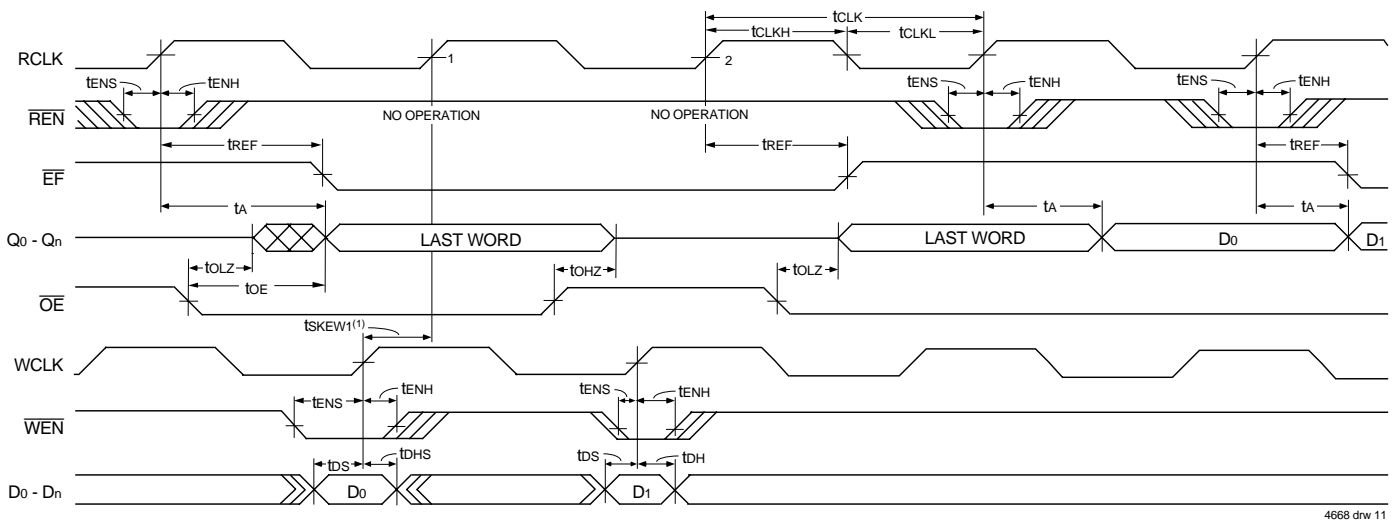 tCLK
tCLKH tCLKL
RCLK 1 2
tENS tENH tENS tENH tENS tENH
REN NO OPERATION NO OPERATION
tREF tREF tREF
EF
tA tA tA
Q0 - Qn LAST WORD LAST WORD D0 D1
tOLZ tOHZ tOLZ
tOE
OE
tSKEW1(1)
WCLK
tENS tENH tENS tENH
WEN
tDS tDHS tDS tDH
D0 - Dn D0 D1
4668 drw 11